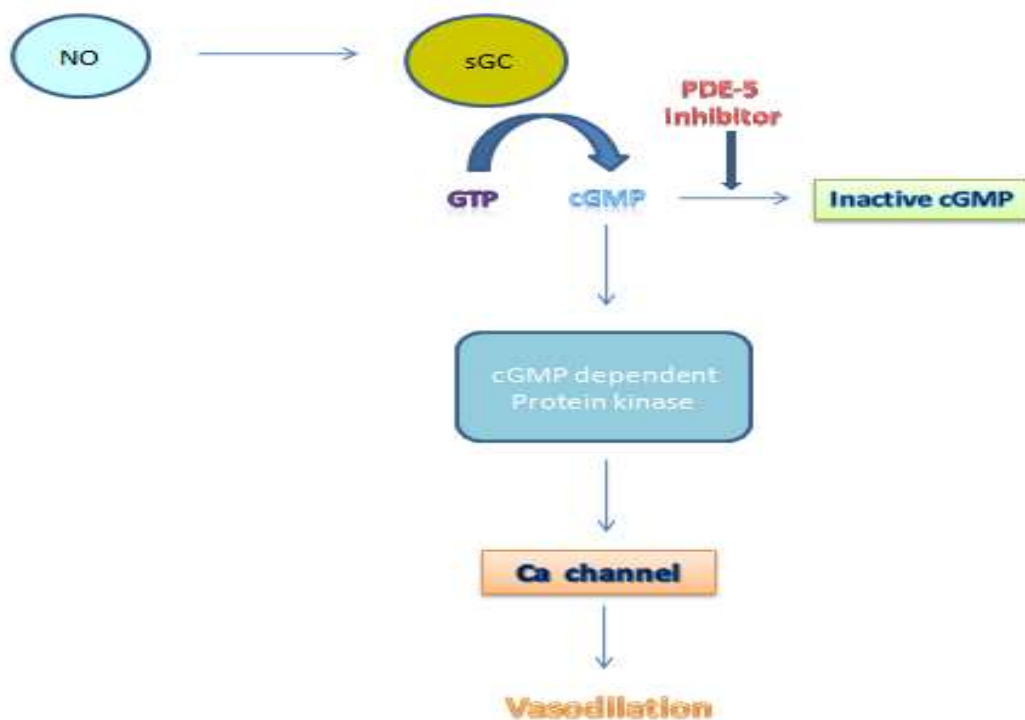 NO
sGC
PDE-5
Inhibitor
GTP
cGMP
Inactive cGMP
cGMP dependent
Protein kinase
Ca channel
Vasodilation